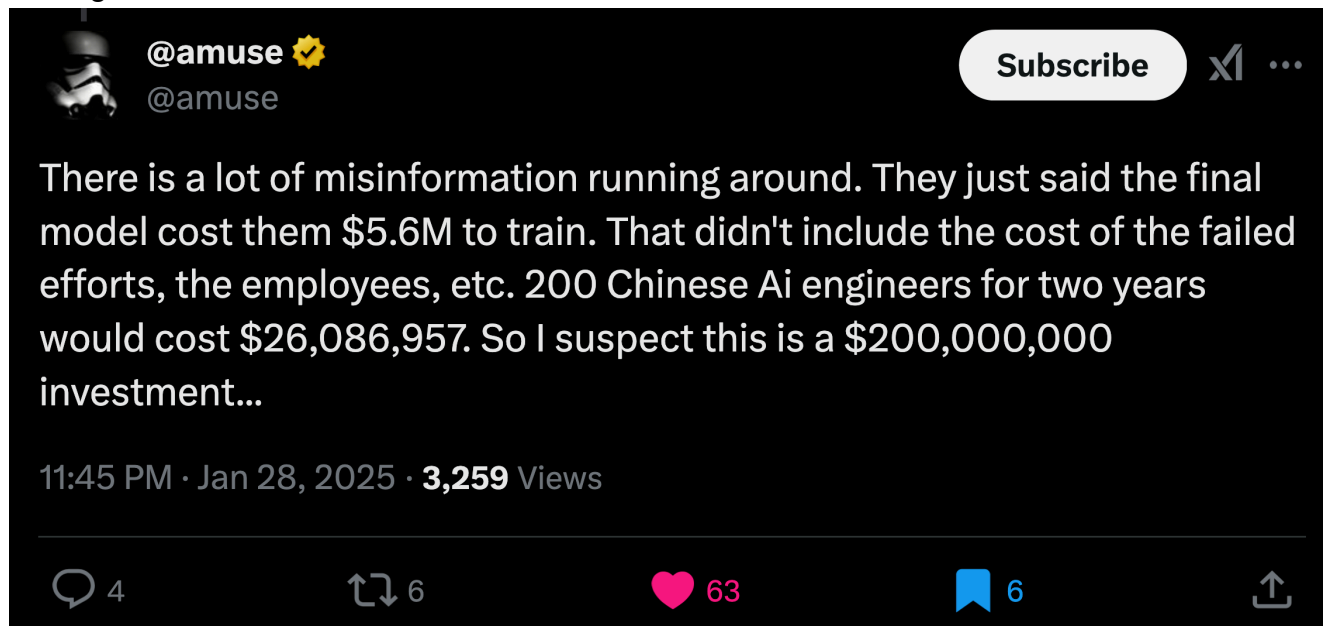 @amuse
Subscribe
@amuse
There is a lot of misinformation running around. They just said the final
model cost them $5.6M to train. That didn't include the cost of the failed
efforts, the employees, etc. 200 Chinese Ai engineers for two years
would cost $26,086,957. So I suspect this is a $200,000,000
investment...
11:45 PM · Jan 28, 2025 · 3,259 Views
4 6 63 6